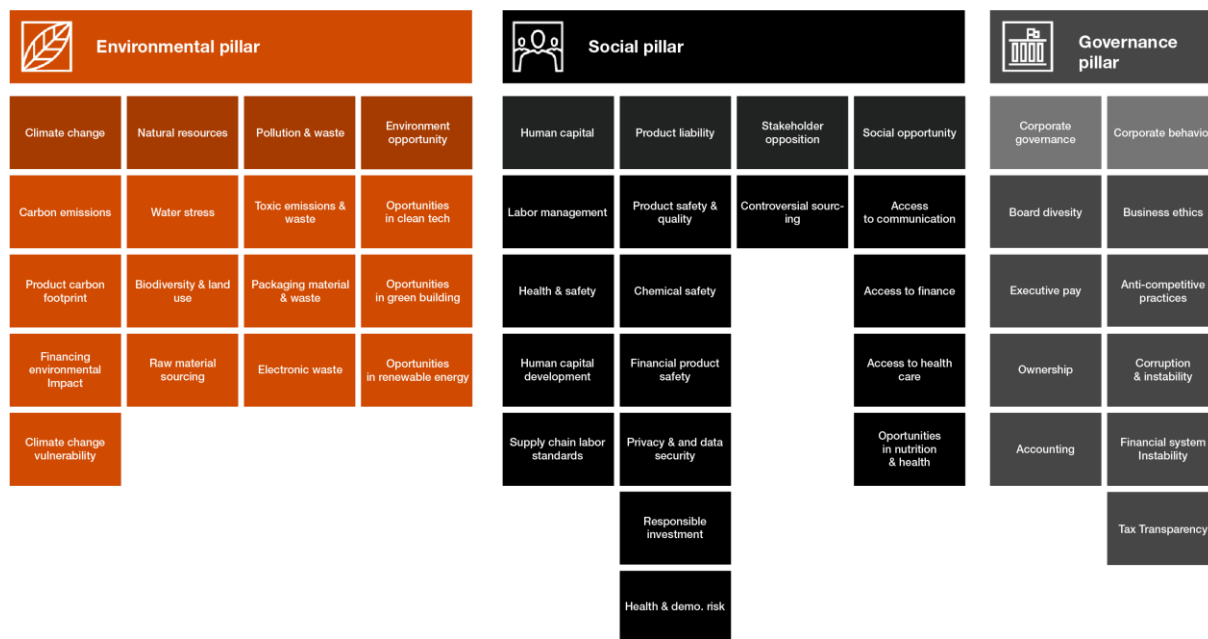 Environmental pillar
Social pillar
Governance
pillar
Climate change
Natural resources
Pollution & waste
Environment
opportunity
Human capital
Product liability
Stakeholder
opposition
Social opportunity
Corporate
governance
Corporate behavio
Carbon emissions
Water stress
Toxic emissions &
waste
Oportunities
in clean tech
Labor management
Product safety &
quality
Controversial sourc-
ing
Access
to communication
Board divesity
Business ethics
Product carbon
footprint
Biodiversity & land
use
Packaging material
& waste
Oportunities
in green building
Health & safety
Chemical safety
Access to finance
Executive pay
Anti-competitive
practices
Financing
environmental
Impact
Raw material
sourcing
Electronic waste
Oportunities
in renewable energy
Human capital
development
Financial product
safety
Access to health
care
Ownership
Corruption
& instability
Climate change
vulnerability
Supply chain labor
standards
Privacy & and data
security
Oportunities
in nutrition
& health
Accounting
Financial system
Instability
Responsible
investment
Tax Transparency
Health & demo. risk